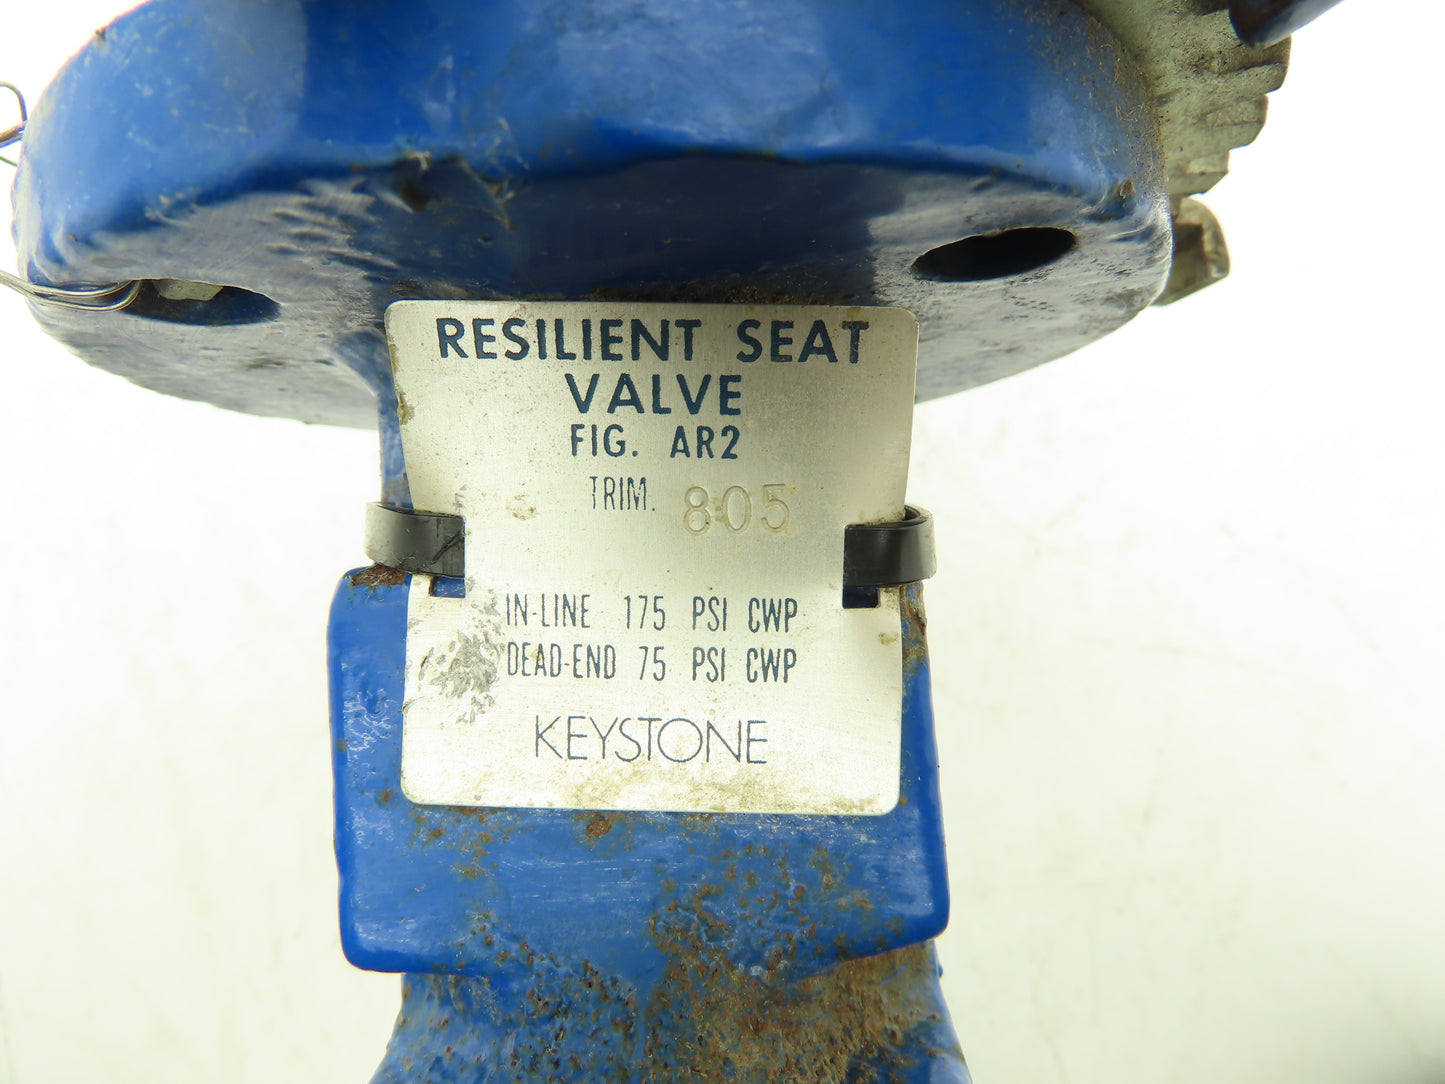 RESILIENT SEAT
VALVE
FIG. AR2
TRIM. 805
IN-LINE 175 PSI CWP
DEAD-END 75 PSI CWP
KEYSTONE